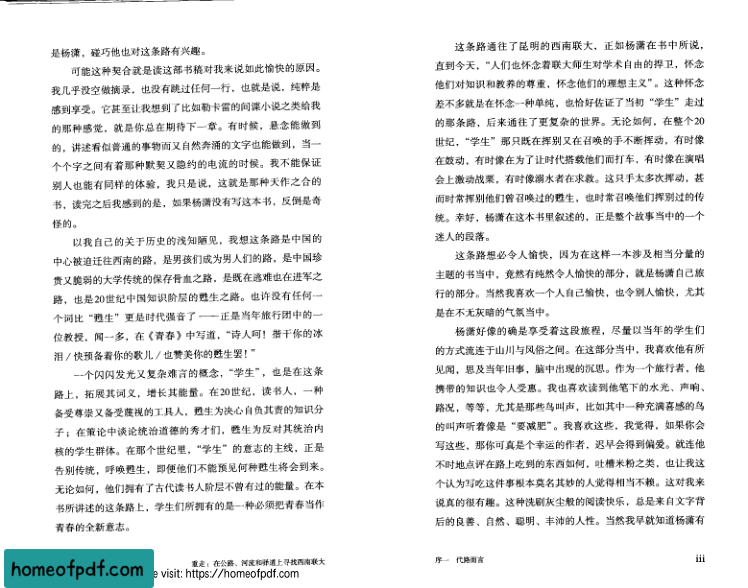 是杨潇，碰巧他也对这条路有兴趣。
可能这种契合就是读这部书稿对我来说如此愉快的原因。
我几乎没空做摘录，也没有跳过任何一行，也就是说，纯粹是
感到享受。它甚至让我想到了比如勒卡雷的间谍小说之类给我
的那种感觉，就是你总在期待下一章。有时候，悬念能做到
的，讲述看似普通的事物而又自然奔涌的文字也能做到，当一
个个字之间有着那种默契又隐约的电流的时候。我不能保证
别人也能有同样的体验，我只是说，这就是那种天作之合的
书，读完之后我感到的是，如果杨潇没有写这本书，反倒是奇
怪的。
以我自己的关于历史的浅知陋见，我想这条路是中国的
中心被迫迁往西南的路，是男孩们成为男人们的路，是中国珍
贵又脆弱的大学传统的保存骨血之路，是既在逃难也在进军之
路，也是20世纪中国知识阶层的甦生之路。也许没有任何一
个词比“甦生”更是时代强音了——正是当年旅行团中的一
位教授，闻一多，在《青春》中写道，“诗人呵！揩干你的冰
泪／快预备着你的歌儿／也赞美你的甦生罢！”
一个闪闪发光又复杂难言的概念，“学生”，也是在这条
路上，拓展其词义，增长其能量。在20世纪，读书人，一种
备受尊崇又备受蔑视的工具人，甦生为决心自负其责的知识分
子；在策论中谈论统治道德的秀才们，甦生为反对其统治内
核的学生群体。在那个世纪里，“学生”的意志的主线，正是
告别传统，呼唤甦生，即便他们不能预见何种甦生将会到来。
无论如何，他们拥有了古代读书人阶层不曾有过的能量。在本
书所讲述的这条路上，学生们所拥有的是一种必须把青春当作
青春的全新意志。
重走：在公路、河流和驿道上寻找西南联大
这条路通往了昆明的西南联大，正如杨潇在书中所说，
直到今天，“人们也怀念着联大师生对学术自由的捍卫，怀念
他们对知识和教养的尊重，怀念他们的理想主义”。这种怀念
差不多就是在怀念一种单纯，也恰好佐证了当初“学生”走过
的那条路，后来通往了更复杂的世界。无论如何，在整个20
世纪，“学生”那只既在挥别又在召唤的手不断挥动，有时像
在鼓动，有时像在为了让时代搭载他们而打车，有时像在演唱
会上激动战栗，有时像溺水者在求救。这只手太多次挥动，甚
而时常挥别他们曾召唤过的甦生，也时常召唤他们挥别过的传
统。幸好，杨潇在这本书里叙述的，正是整个故事当中的一个
迷人的段落。
这条路想必令人愉快，因为在这样一本涉及相当分量的
主题的书当中，竟然有纯然令人愉快的部分，就是杨潇自己旅
行的部分。当然我喜欢一个人自己愉快，也令别人愉快，尤其
是在不无灰暗的气氛当中。
杨潇好像的确是享受着这段旅程，尽量以当年的学生们
的方式流连于山川与风俗之间。在这部分当中，我喜欢他有所
见闻，思及当年旧事，脑中出现的沉思。作为一个旅行者，他
携带的知识也令人受惠。我也喜欢读到他笔下的水光、声响、
路况，等等，尤其是那些鸟叫声，比如其中一种充满喜感的鸟
的叫声听着像是“要减肥”。我喜欢这些，我觉得，如果你会
写这些，那你可真是个幸运的作者，迟早会得到偏爱。就连他
不时地点评在路上吃到的东西如何，吐槽米粉之类，也让我这
个认为写吃这件事根本莫名其妙的人觉得相当不赖。这对我来
说真的很有趣。这种洗刷灰尘般的阅读快乐，总是来自文字背
后的良善、自然、聪明、丰沛的人性。当然我早就知道杨潇有
序一 代路而言 iii
homeofpdf.com
e visit: https://homeofpdf.com